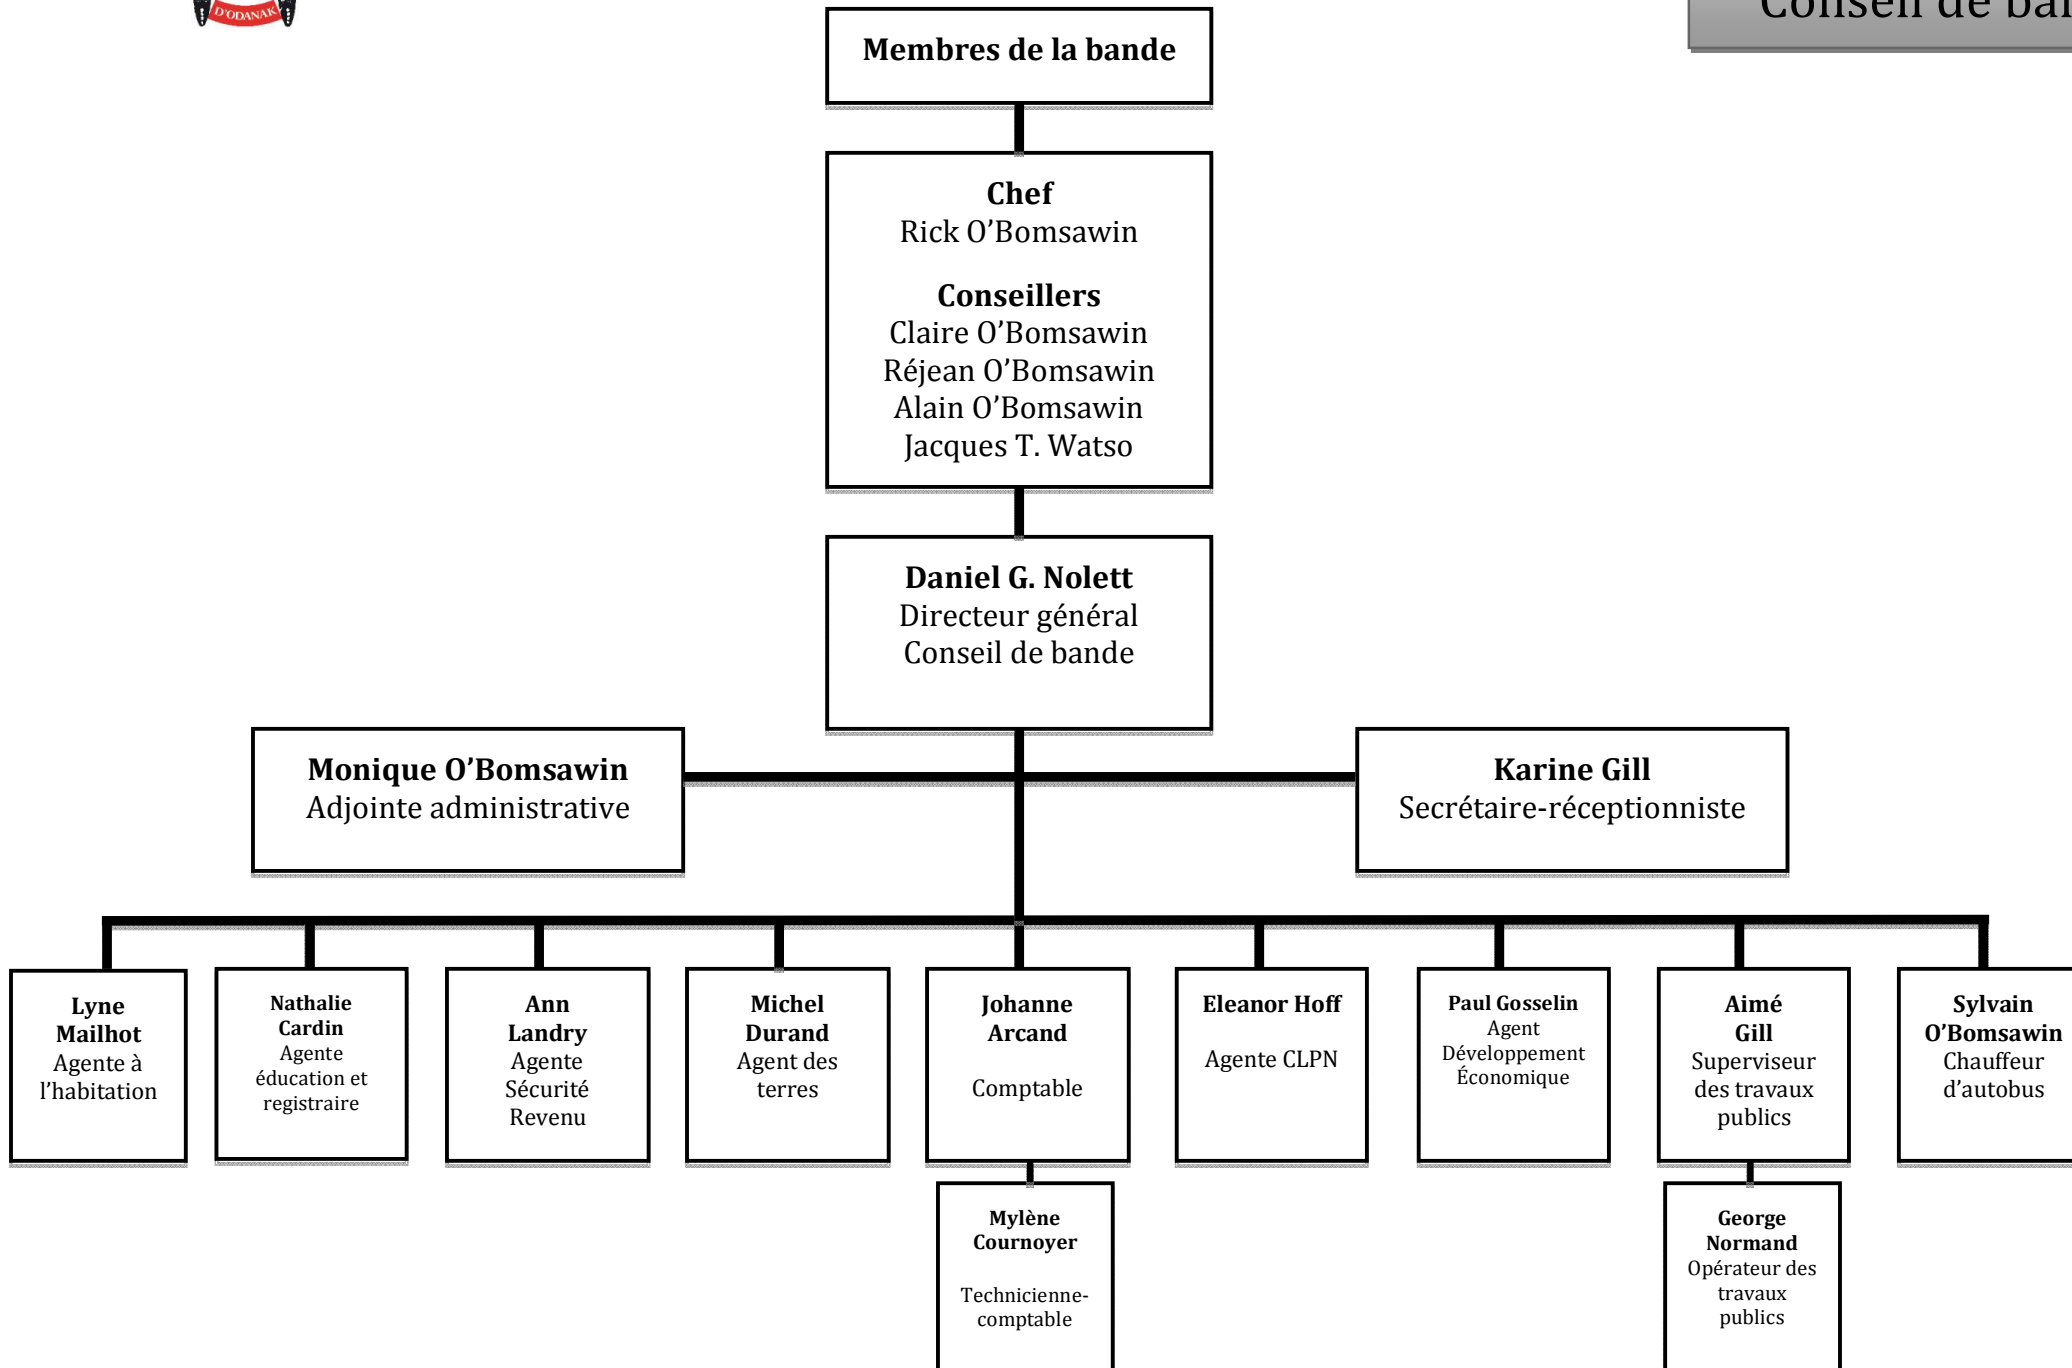 D'ODANAK
Conseil de
Membres de la bande
Chef
Rick O’Bomsawin
Conseillers
Claire O’Bomsawin
Réjean O’Bomsawin
Alain O’Bomsawin
Jacques T. Watso
Daniel G. Nolett
Directeur général
Conseil de bande
Monique O’Bomsawin
Adjointe administrative
Karine Gill
Secrétaire-réceptionniste
Lyne
Mailhot
Agente à
l’habitation
Nathalie
Cardin
Agente
éducation et
registraire
Ann
Landry
Agente
Sécurité
Revenu
Michel
Durand
Agent des
terres
Johanne
Arcand
Comptable
Eleanor Hoff
Agente CLPN
Paul Gosselin
Agent
Développement
Économique
Aimé
Gill
Superviseur
des travaux
publics
Sylvain
O’Bomsawin
Chauffeur
d’autobus
Mylène
Cournoyer
Technicienne-
comptable
George
Normand
Opérateur des
travaux
publics